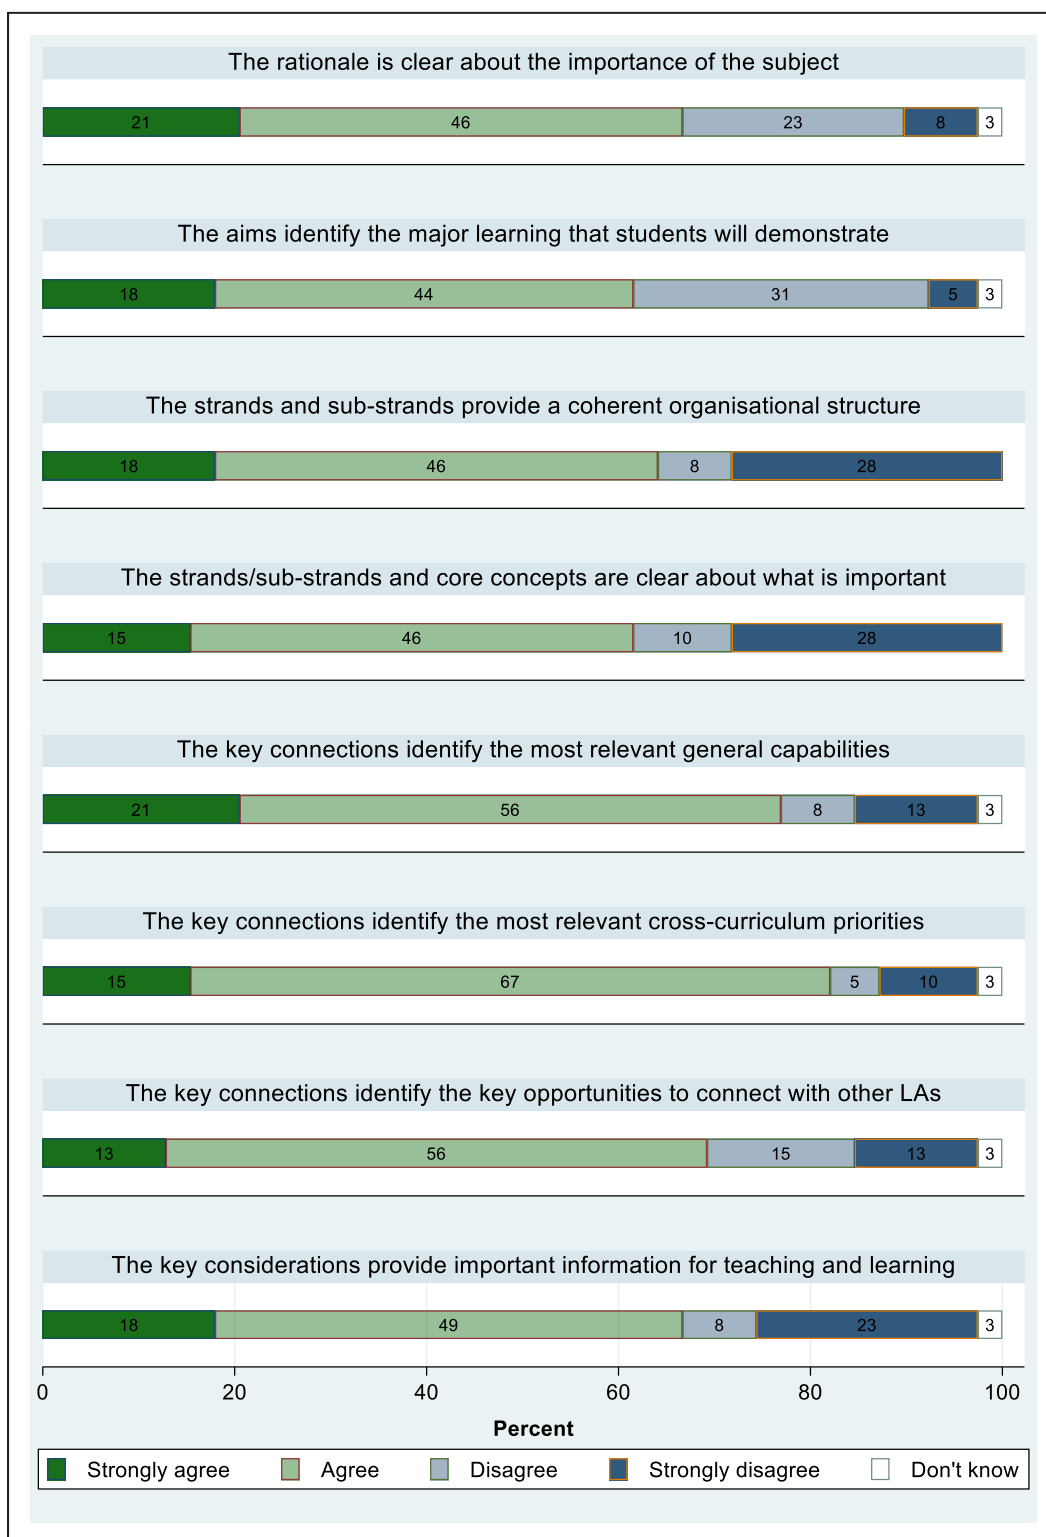 The rationale is clear about the importance of the subject
21 46 23 8 3
The aims identify the major learning that students will demonstrate
18 44 31 5 3
The strands and sub-strands provide a coherent organisational structure
18 46 8 28
The strands/sub-strands and core concepts are clear about what is important
15 46 10 28
The key connections identify the most relevant general capabilities
21 56 8 13 3
The key connections identify the most relevant cross-curriculum priorities
15 67 5 10 3
The key connections identify the key opportunities to connect with other LAs
13 56 15 13 3
The key considerations provide important information for teaching and learning
18 49 8 23 3
0 20 40 60 80 100
Percent
Strongly agree Agree Disagree Strongly disagree Don't know